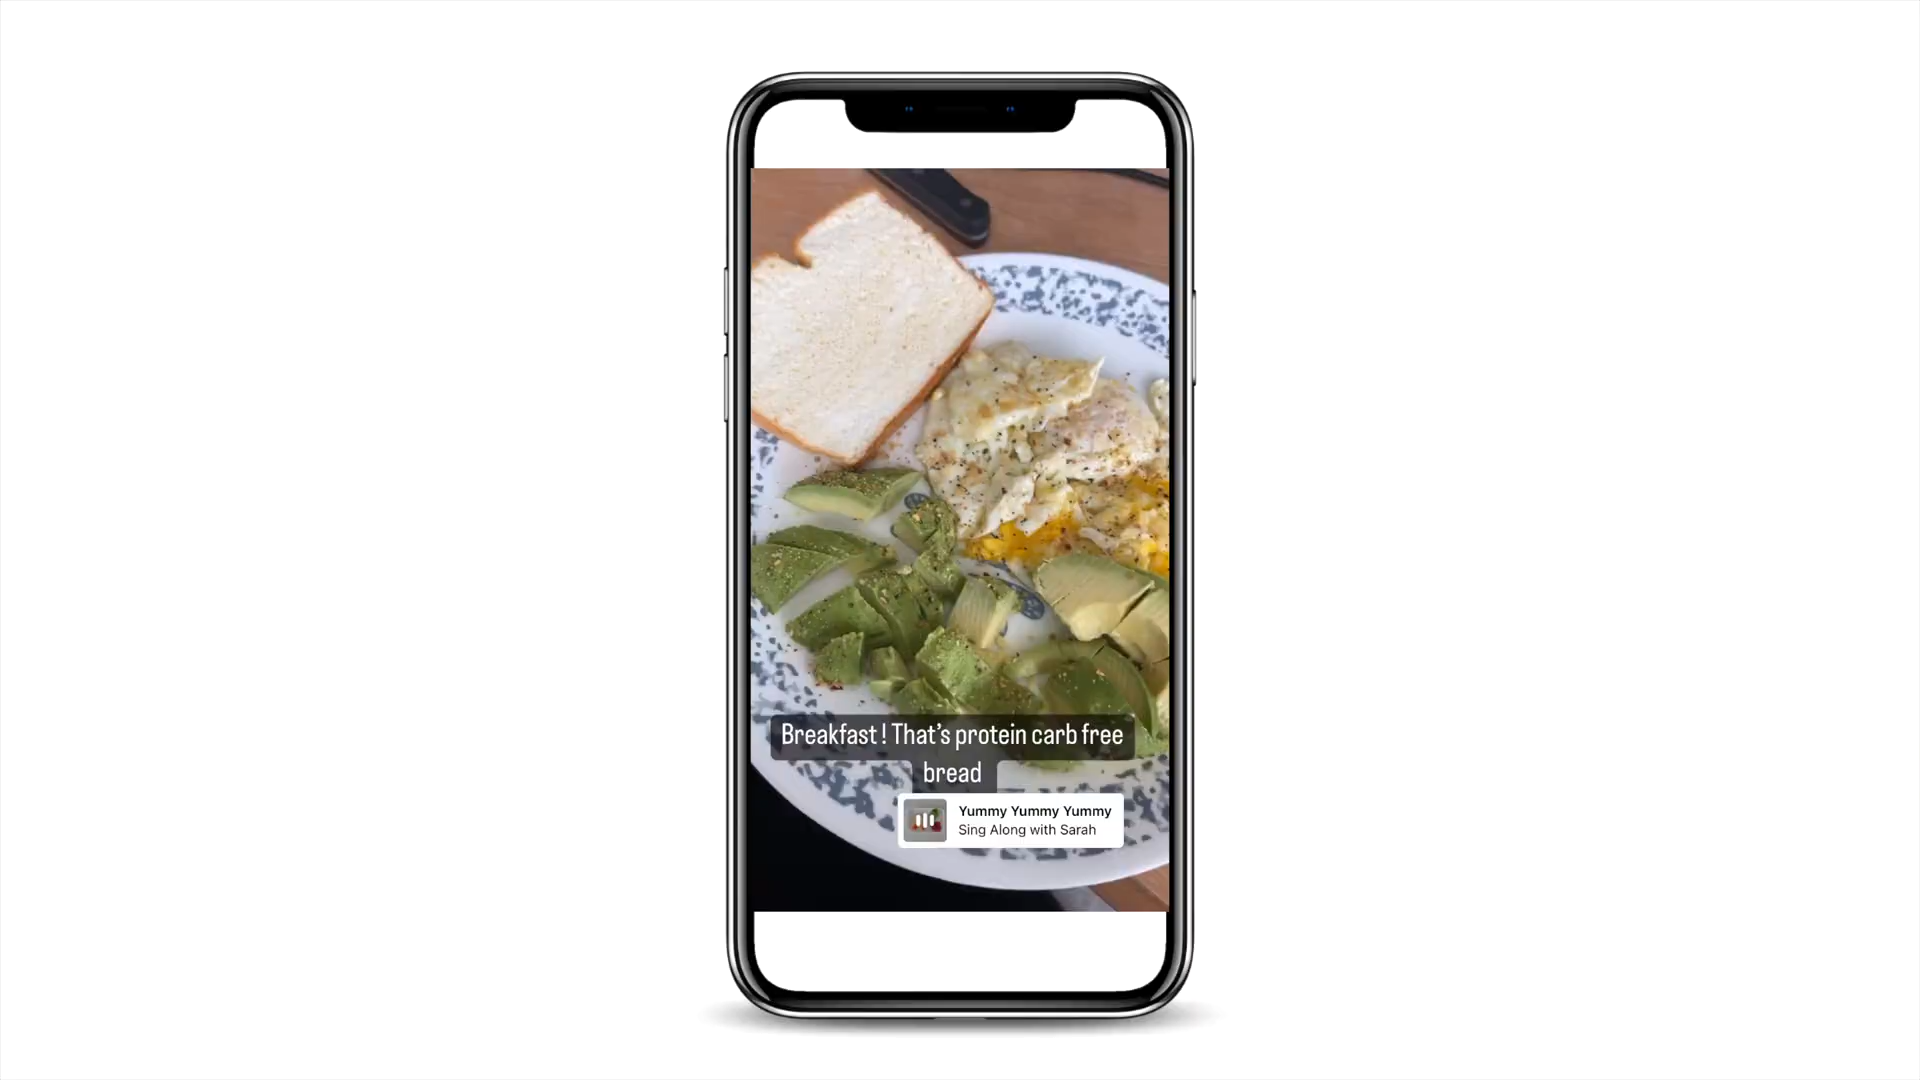 Breakfast! That's protein carb free
bread
Yummy Yummy Yummy
Sing Along with Sarah